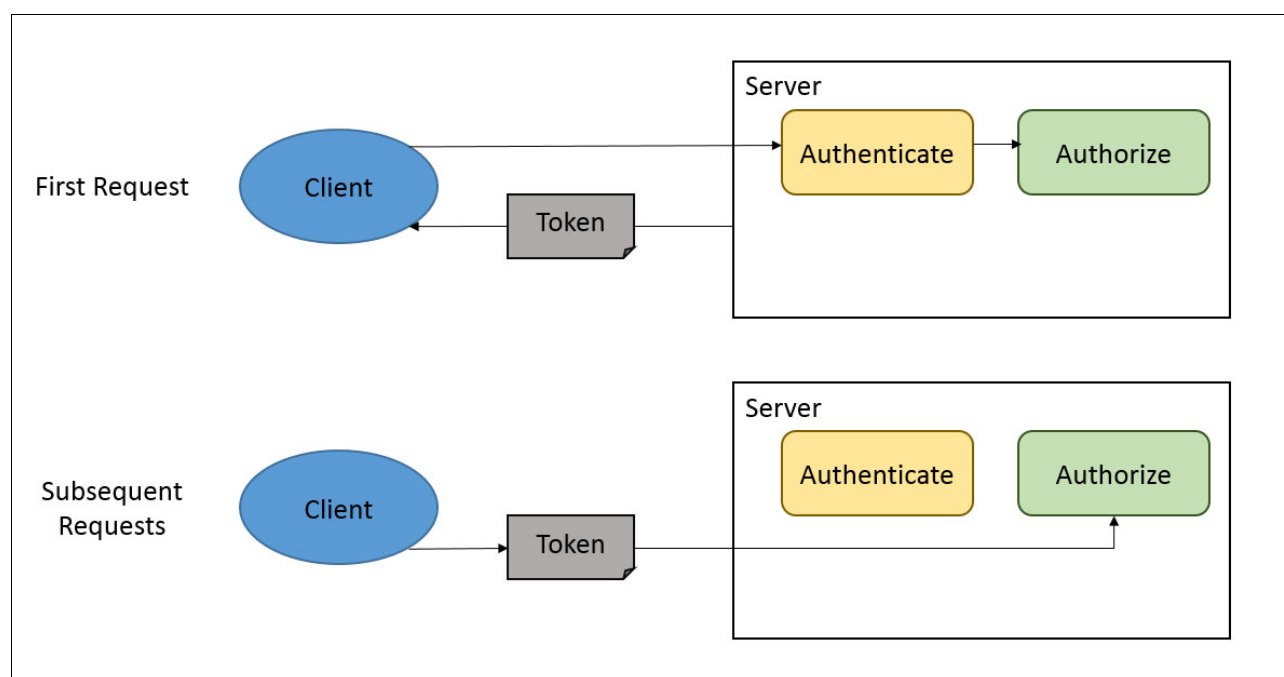 Server
Authenticate
Authorize
First Request
Client
Token
Server
Authenticate
Authorize
Subsequent
Requests
Client
Token